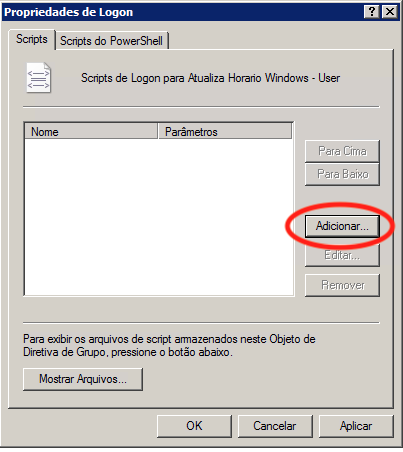 Propriedades de Logon
Scripts
Scripts do PowerShell
Scripts de Logon para Atualiza Horario Windows - User
Nome
Parâmetros
Para Cima
Para Baixo
Adicionar...
Editar...
Remover
Para exibir os arquivos de script armazenados neste Objeto de
Diretiva de Grupo, pressione o botão abaixo.
Mostrar Arquivos...
OK
Cancelar
Aplicar